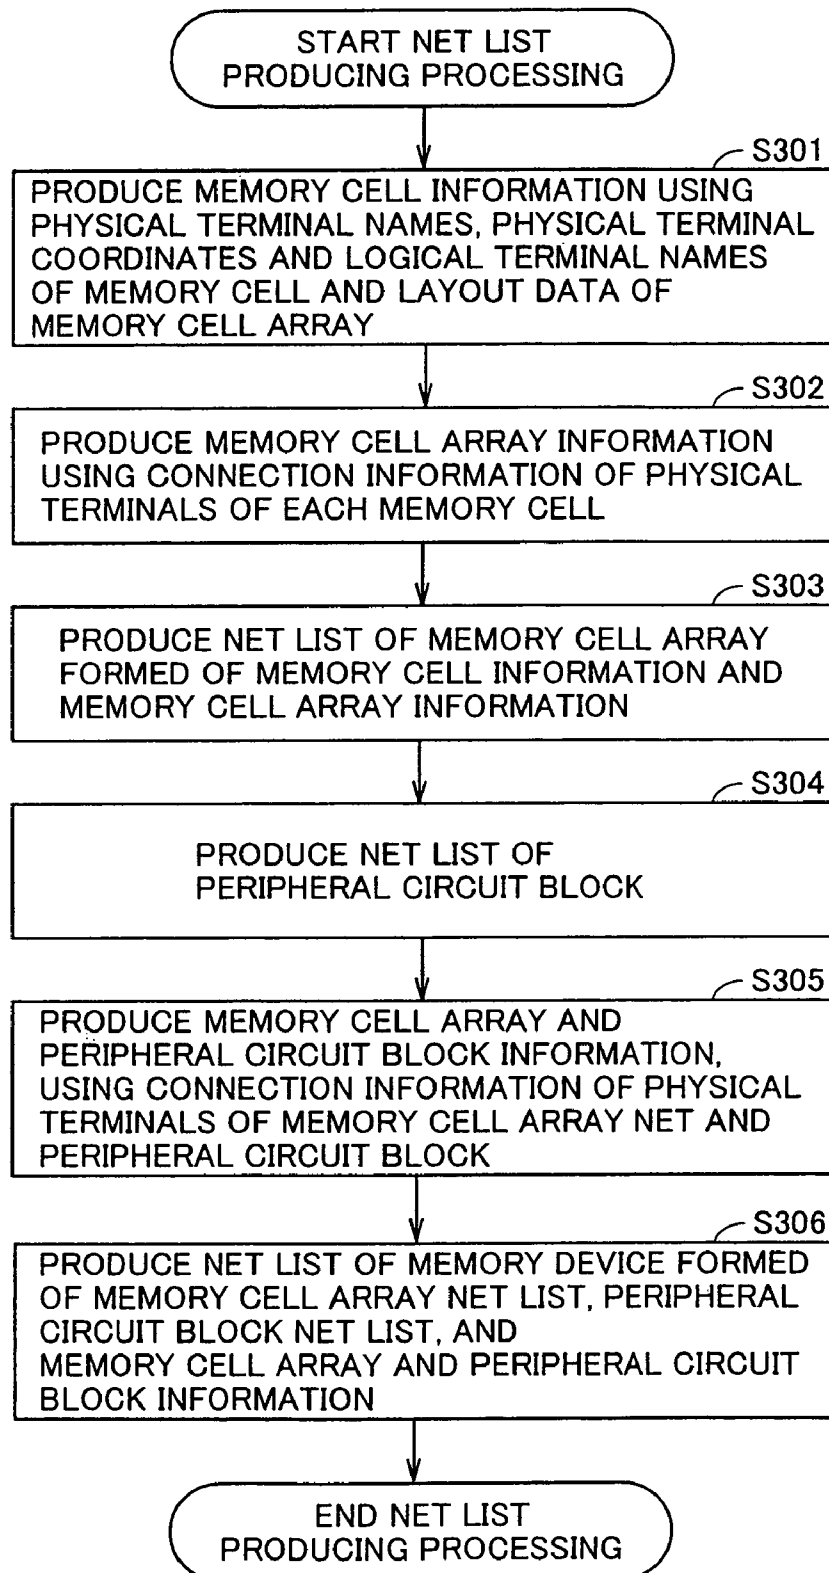 START NET LIST
PRODUCING PROCESSING
S301
PRODUCE MEMORY CELL INFORMATION USING
PHYSICAL TERMINAL NAMES, PHYSICAL TERMINAL
COORDINATES AND LOGICAL TERMINAL NAMES
OF MEMORY CELL AND LAYOUT DATA OF
MEMORY CELL ARRAY
S302
PRODUCE MEMORY CELL ARRAY INFORMATION
USING CONNECTION INFORMATION OF PHYSICAL
TERMINALS OF EACH MEMORY CELL
S303
PRODUCE NET LIST OF MEMORY CELL ARRAY
FORMED OF MEMORY CELL INFORMATION AND
MEMORY CELL ARRAY INFORMATION
S304
PRODUCE NET LIST OF
PERIPHERAL CIRCUIT BLOCK
S305
PRODUCE MEMORY CELL ARRAY AND
PERIPHERAL CIRCUIT BLOCK INFORMATION,
USING CONNECTION INFORMATION OF PHYSICAL
TERMINALS OF MEMORY CELL ARRAY NET AND
PERIPHERAL CIRCUIT BLOCK
S306
PRODUCE NET LIST OF MEMORY DEVICE FORMED
OF MEMORY CELL ARRAY NET LIST, PERIPHERAL
CIRCUIT BLOCK NET LIST, AND
MEMORY CELL ARRAY AND PERIPHERAL CIRCUIT
BLOCK INFORMATION
END NET LIST
PRODUCING PROCESSING